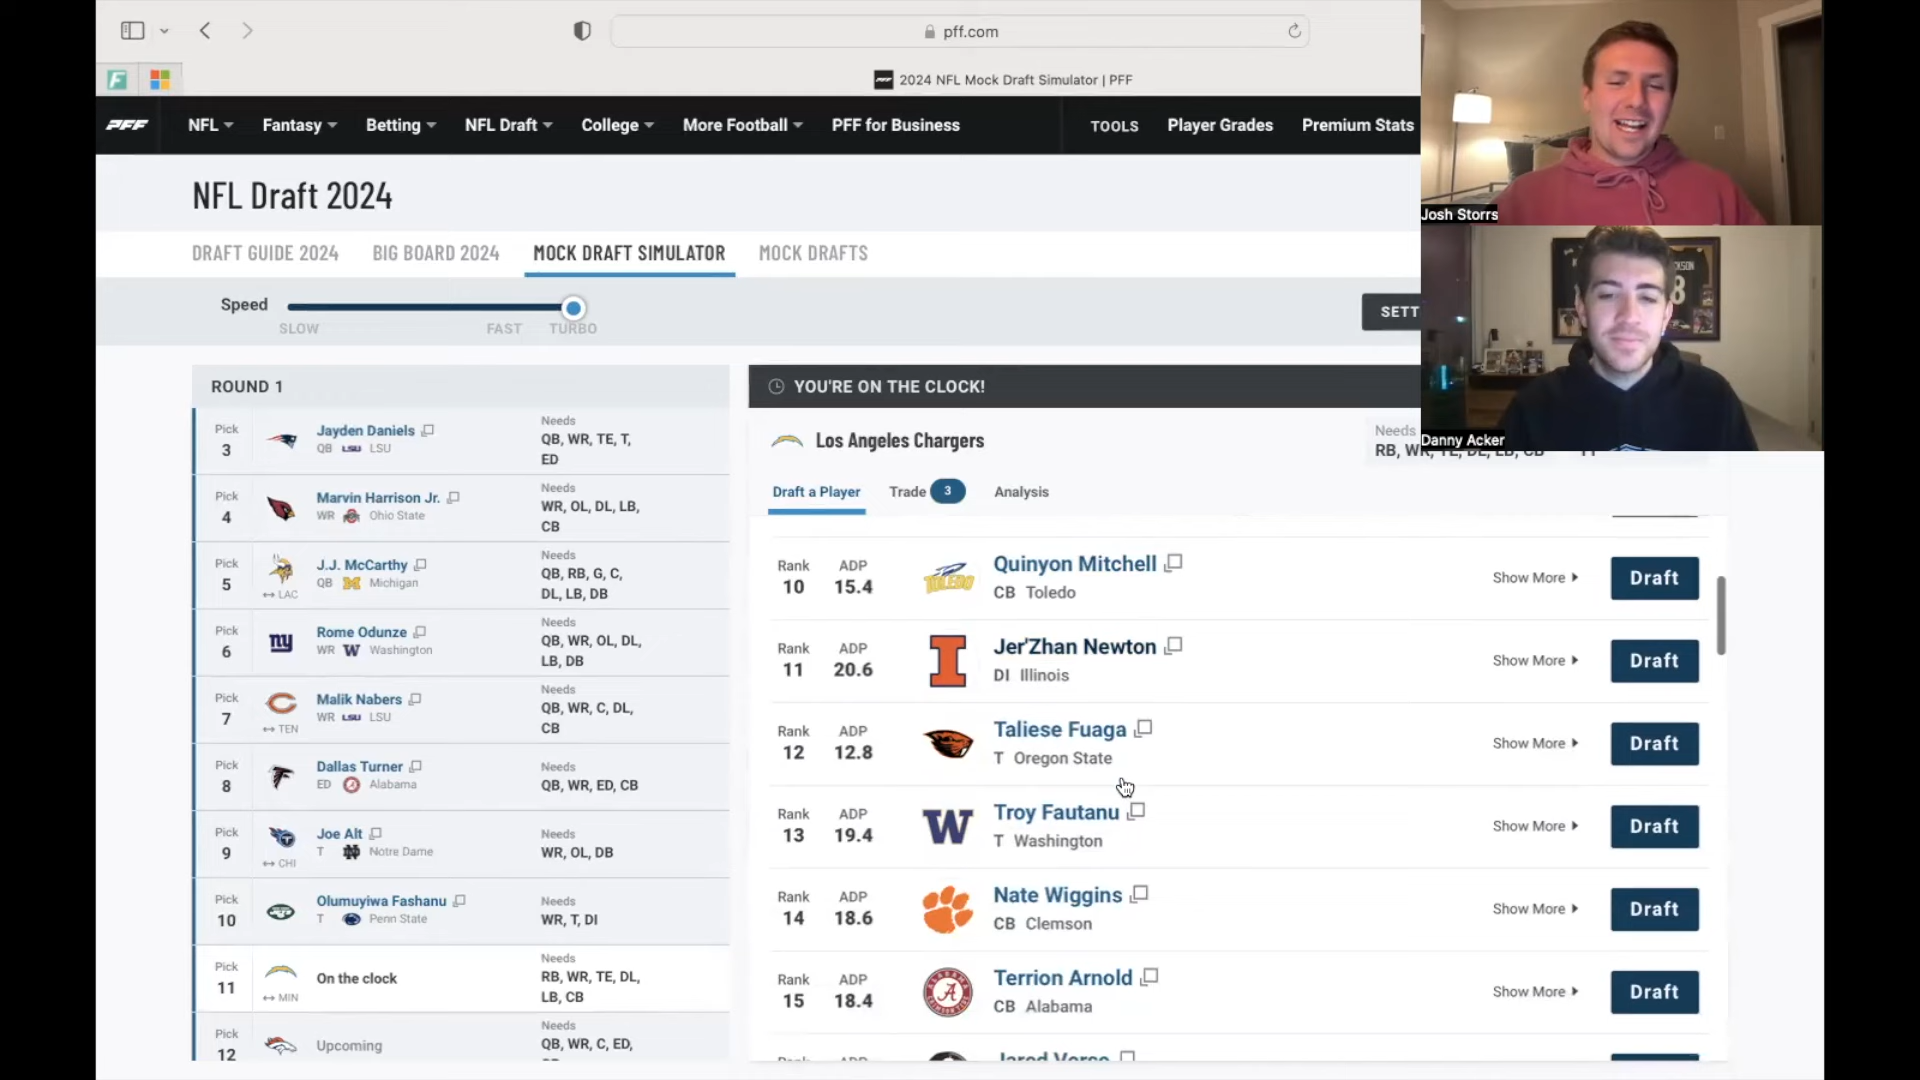 pff.com
2024 NFL Mock Draft Simulator | PFF
PFF
NFL
Fantasy
Betting
NFL Draft
College
More Football
PFF for Business
TOOLS
Player Grades
Premium Stats
NFL Draft 2024
DRAFT GUIDE 2024
BIG BOARD 2024
MOCK DRAFT SIMULATOR
MOCK DRAFTS
Speed
SLOW
FAST
TURBO
SETT
Josh Storrs
Danny Acker
ROUND 1
Pick 3
Jayden Daniels
QB LSU LSU
Needs
QB, WR, TE, T,
ED
Pick 4
Marvin Harrison Jr.
WR Ohio State
Needs
WR, OL, DL, LB,
CB
Pick 5
↔ LAC
J.J. McCarthy
QB Michigan
Needs
QB, RB, G, C,
DL, LB, DB
Pick 6
ny
Rome Odunze
WR W Washington
Needs
QB, WR, OL, DL,
LB, DB
Pick 7
↔ TEN
Malik Nabers
WR LSU LSU
Needs
QB, WR, C, DL,
CB
Pick 8
Dallas Turner
ED Alabama
Needs
QB, WR, ED, CB
Pick 9
↔ CHI
Joe Alt
T Notre Dame
Needs
WR, OL, DB
Pick 10
Olumuyiwa Fashanu
T Penn State
Needs
WR, T, DI
Pick 11
↔ MIN
On the clock
Needs
RB, WR, TE, DL,
LB, CB
Pick 12
Upcoming
Needs
QB, WR, C, ED,
YOU'RE ON THE CLOCK!
Los Angeles Chargers
Needs
RB, WR, TE, DL, LB, CB
Draft a Player
Trade 3
Analysis
Rank 10
ADP 15.4
TOLEDO
Quinyon Mitchell
CB Toledo
Show More
Draft
Rank 11
ADP 20.6
I
Jer'Zhan Newton
DI Illinois
Show More
Draft
Rank 12
ADP 12.8
Taliese Fuaga
T Oregon State
Show More
Draft
Rank 13
ADP 19.4
W
Troy Fautanu
T Washington
Show More
Draft
Rank 14
ADP 18.6
Nate Wiggins
CB Clemson
Show More
Draft
Rank 15
ADP 18.4
A
Terrion Arnold
CB Alabama
Show More
Draft
Jared Verse